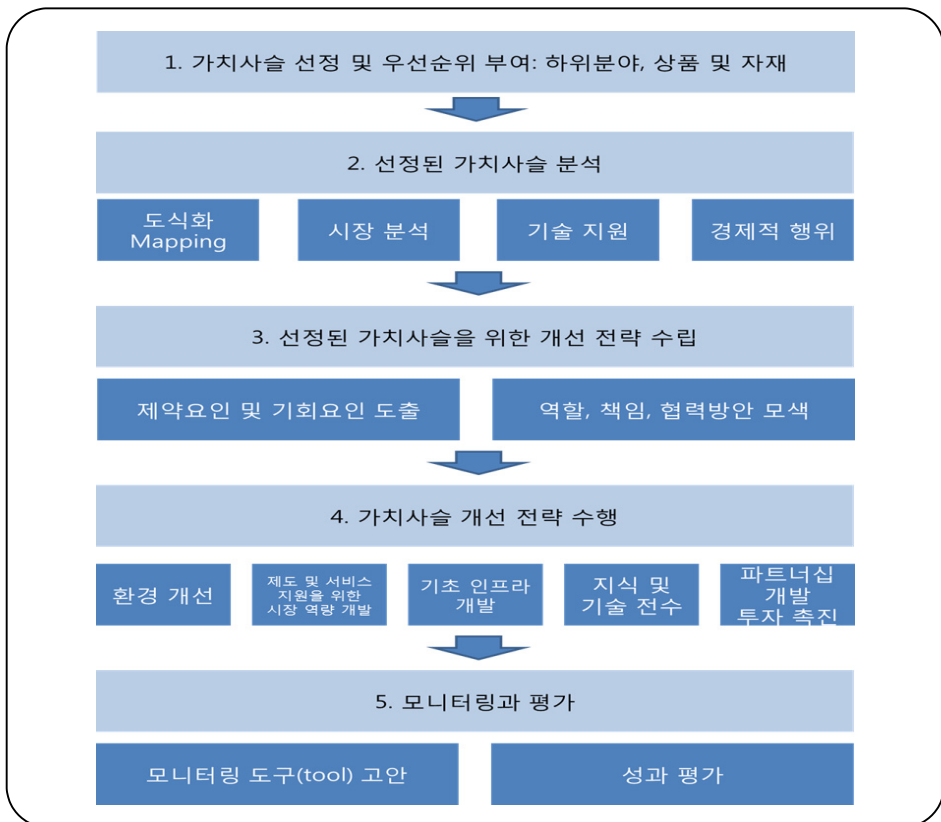 1. 가치사슬 선정 및 우선순위 부여: 하위분야, 상품 및 자재
2. 선정된 가치사슬 분석
도식화
Mapping
시장 분석
기술 지원
경제적 행위
3. 선정된 가치사슬을 위한 개선 전략 수립
제약요인 및 기회요인 도출
역할, 책임, 협력방안 모색
4. 가치사슬 개선 전략 수행
환경 개선
제도 및 서비스
지원을 위한
시장 역량 개발
기초 인프라
개발
지식 및
기술 전수
파트너십
개발
투자 촉진
5. 모니터링과 평가
모니터링 도구(tool) 고안
성과 평가